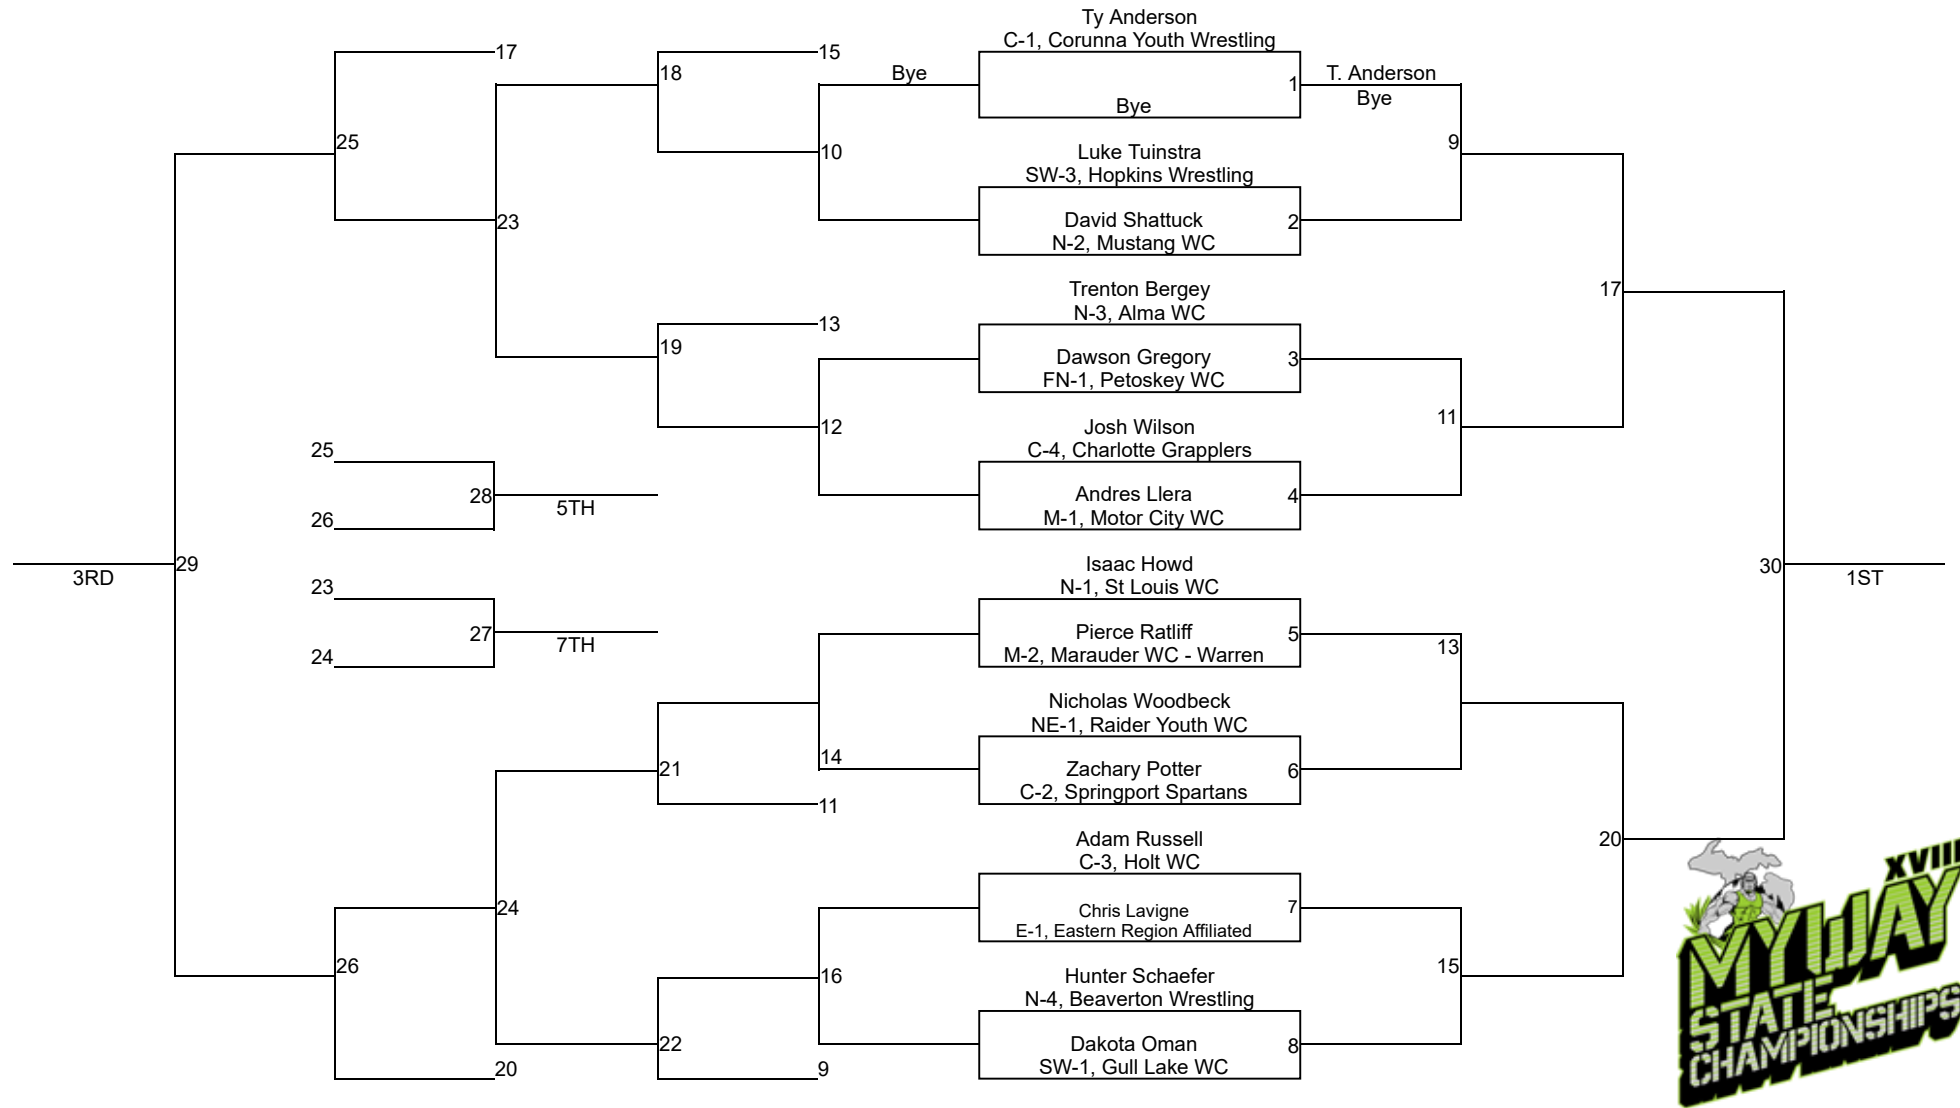 Ty Anderson
C-1, Corunna Youth Wrestling
17
15
18
Bye
1
T. Anderson
Bye
Bye
25
10
9
Luke Tuinstra
SW-3, Hopkins Wrestling
23
David Shattuck
2
N-2, Mustang WC
Trenton Bergey
17
N-3, Alma WC
13
19
Dawson Gregory
3
FN-1, Petoskey WC
12
11
Josh Wilson
C-4, Charlotte Grapplers
25
28
5TH
Andres Llera
4
26
M-1, Motor City WC
29
3RD
Isaac Howd
30
1ST
23
N-1, St Louis WC
27
7TH
Pierce Ratliff
5
13
24
M-2, Marauder WC - Warren
Nicholas Woodbeck
NE-1, Raider Youth WC
14
21
Zachary Potter
6
C-2, Springport Spartans
11
Adam Russell
20
C-3, Holt WC
24
Chris Lavigne
7
E-1, Eastern Region Affiliated
26
16
15
Hunter Schaefer
N-4, Beaverton Wrestling
22
Dakota Oman
8
20
9
SW-1, Gull Lake WC
XVIII
MYWAY
STATE
CHAMPIONSHIPS